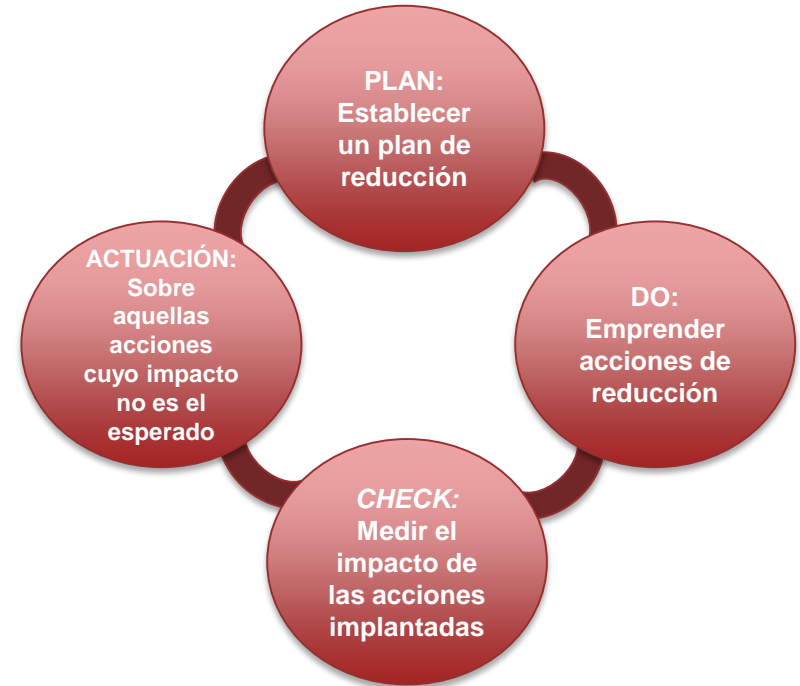 PLAN:
Establecer
un plan de
reducción
DO:
Emprender
acciones de
reducción
CHECK:
Medir el
impacto de
las acciones
implantadas
ACTUACIÓN:
Sobre
aquellas
acciones
cuyo impacto
no es el
esperado